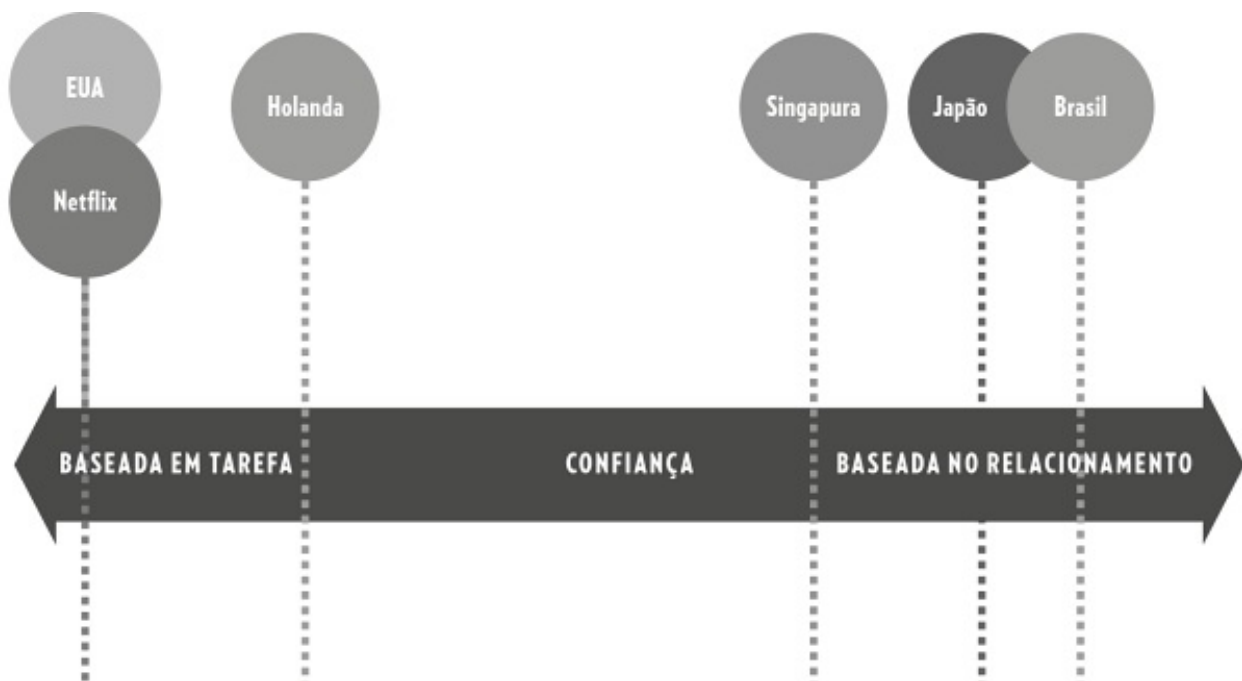 EUA
Netflix
Holanda
Singapura
Japão
Brasil
BASEADA EM TAREFA
CONFIANÇA
BASEADA NO RELACIONAMENTO